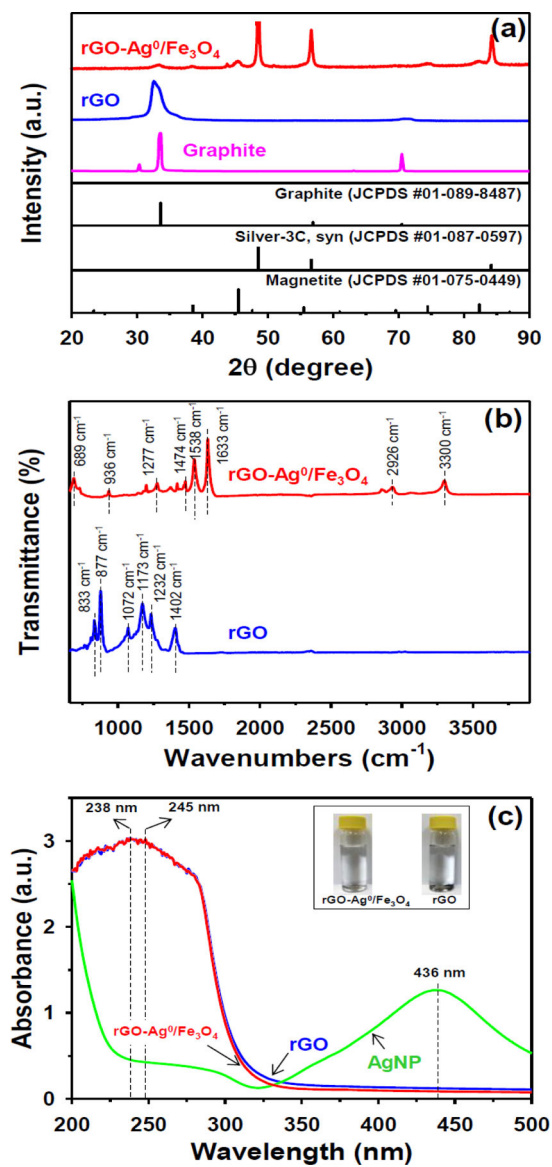 (a)
rGO-Ag⁰/Fe₃O₄
rGO
Graphite
Graphite (JCPDS #01-089-8487)
Silver-3C, syn (JCPDS #01-087-0597)
Magnetite (JCPDS #01-075-0449)
Intensity (a.u.)
20 30 40 50 60 70 80 90
2θ (degree)
(b)
689 cm⁻¹
936 cm⁻¹
1277 cm⁻¹
1474 cm⁻¹
1538 cm⁻¹
1633 cm⁻¹
2926 cm⁻¹
3300 cm⁻¹
rGO-Ag⁰/Fe₃O₄
833 cm⁻¹
877 cm⁻¹
1072 cm⁻¹
1173 cm⁻¹
1232 cm⁻¹
1402 cm⁻¹
rGO
Transmittance (%)
1000 1500 2000 2500 3000 3500
Wavenumbers (cm⁻¹)
(c)
238 nm
245 nm
rGO-Ag⁰/Fe₃O₄
rGO
436 nm
rGO-Ag⁰/Fe₃O₄
rGO
AgNP
Absorbance (a.u.)
3
2
1
0
200 250 300 350 400 450 500
Wavelength (nm)